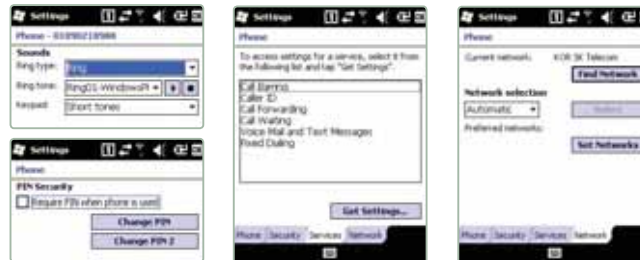 Settings
Phone - 01090218986
Sounds
Ring type: Ring
Ring tone: Ring01-WindowsPl
Keypad: Short tones
Settings
Phone
PIN Security
Require PIN when phone is used
Change PIN
Change PIN 2
Settings
Phone
To access settings for a service, select it from
the following list and tap "Get Settings".
Call Barring
Caller ID
Call Forwarding
Call Waiting
Voice Mail and Text Messages
Fixed Dialing
Get Settings...
Phone Security Services Network
Settings
Phone
Current network: KOR SK Telecom
Find Network
Network selection
Automatic Select
Preferred networks:
Set Networks
Phone Security Services Network